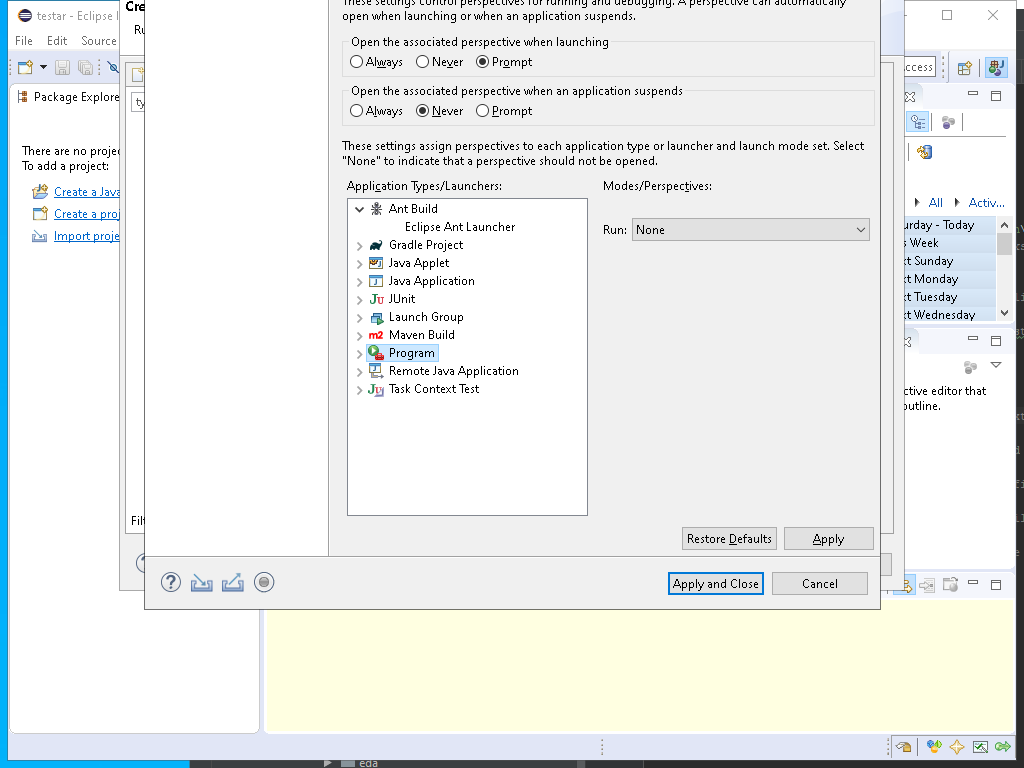 testar - Eclipse
File Edit Source
Package Explore
There are no proje
To add a project:
Create a Java
Create a proj
Import proje
Cre
Ru
ty
Filt
These settings control perspectives for running and debugging. A perspective can automatically
open when launching or when an application suspends.
Open the associated perspective when launching
Always Never Prompt
Open the associated perspective when an application suspends
Always Never Prompt
These settings assign perspectives to each application type or launcher and launch mode set. Select
"None" to indicate that a perspective should not be opened.
Application Types/Launchers:
Modes/Perspectives:
Ant Build
Eclipse Ant Launcher
Gradle Project
Java Applet
Java Application
JUnit
Launch Group
Maven Build
Program
Remote Java Application
Task Context Test
Run: None
Restore Defaults Apply
Apply and Close Cancel
ccess
All Activ...
urday - Today
s Week
xt Sunday
xt Monday
xt Tuesday
xt Wednesday
ctive editor that
outline.
eda